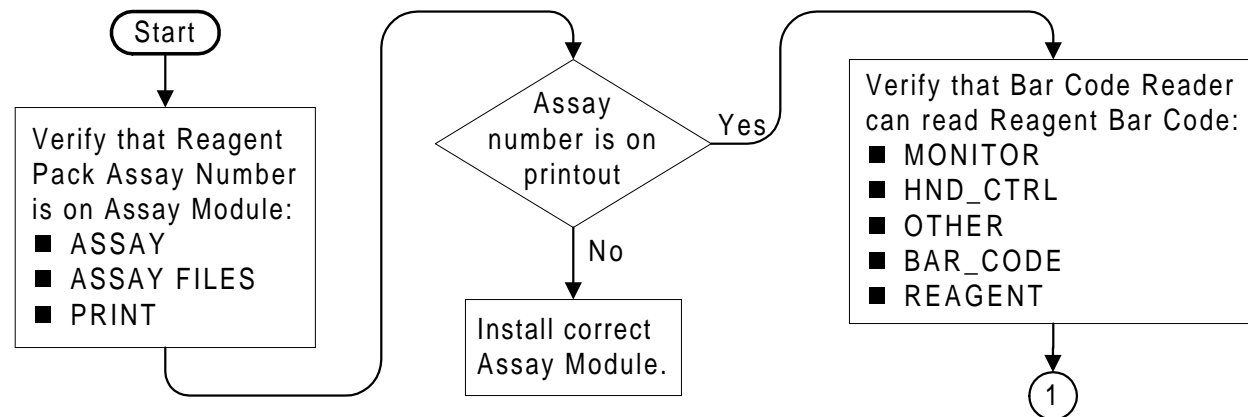 Start
Verify that Reagent
Pack Assay Number
is on Assay Module:
■ ASSAY
■ ASSAY FILES
■ PRINT
Assay
number is on
printout
Yes
No
Install correct
Assay Module.
Verify that Bar Code Reader
can read Reagent Bar Code:
■ MONITOR
■ HND_CTRL
■ OTHER
■ BAR_CODE
■ REAGENT
1